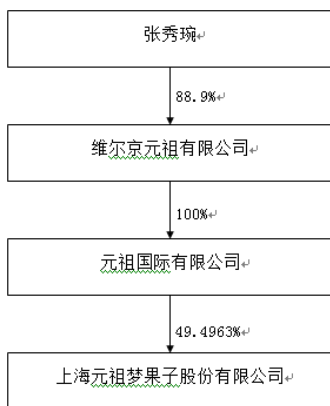 张秀琬
88.9%
维尔京元祖有限公司
100%
元祖国际有限公司
49.4963%
上海元祖梦果子股份有限公司